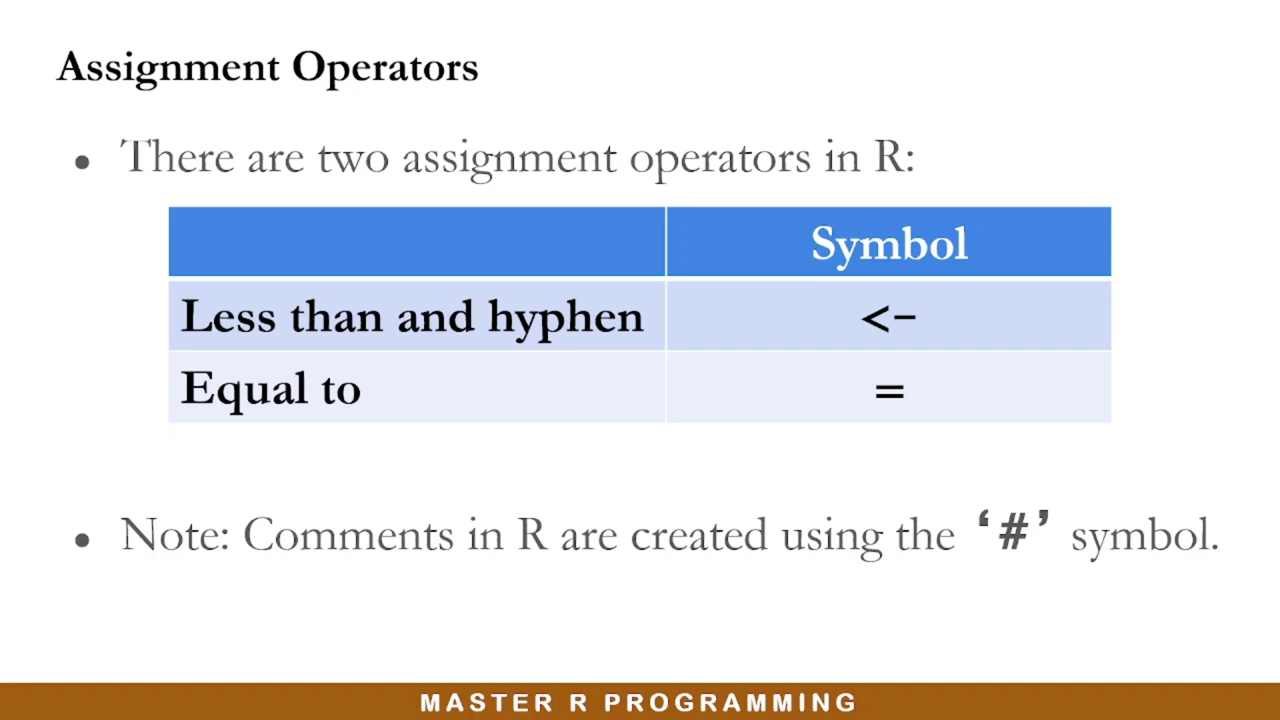 Assignment Operators
• There are two assignment operators in R:
Symbol
Less than and hyphen <-
Equal to =
• Note: Comments in R are created using the ‘#’ symbol.
MASTER R PROGRAMMING